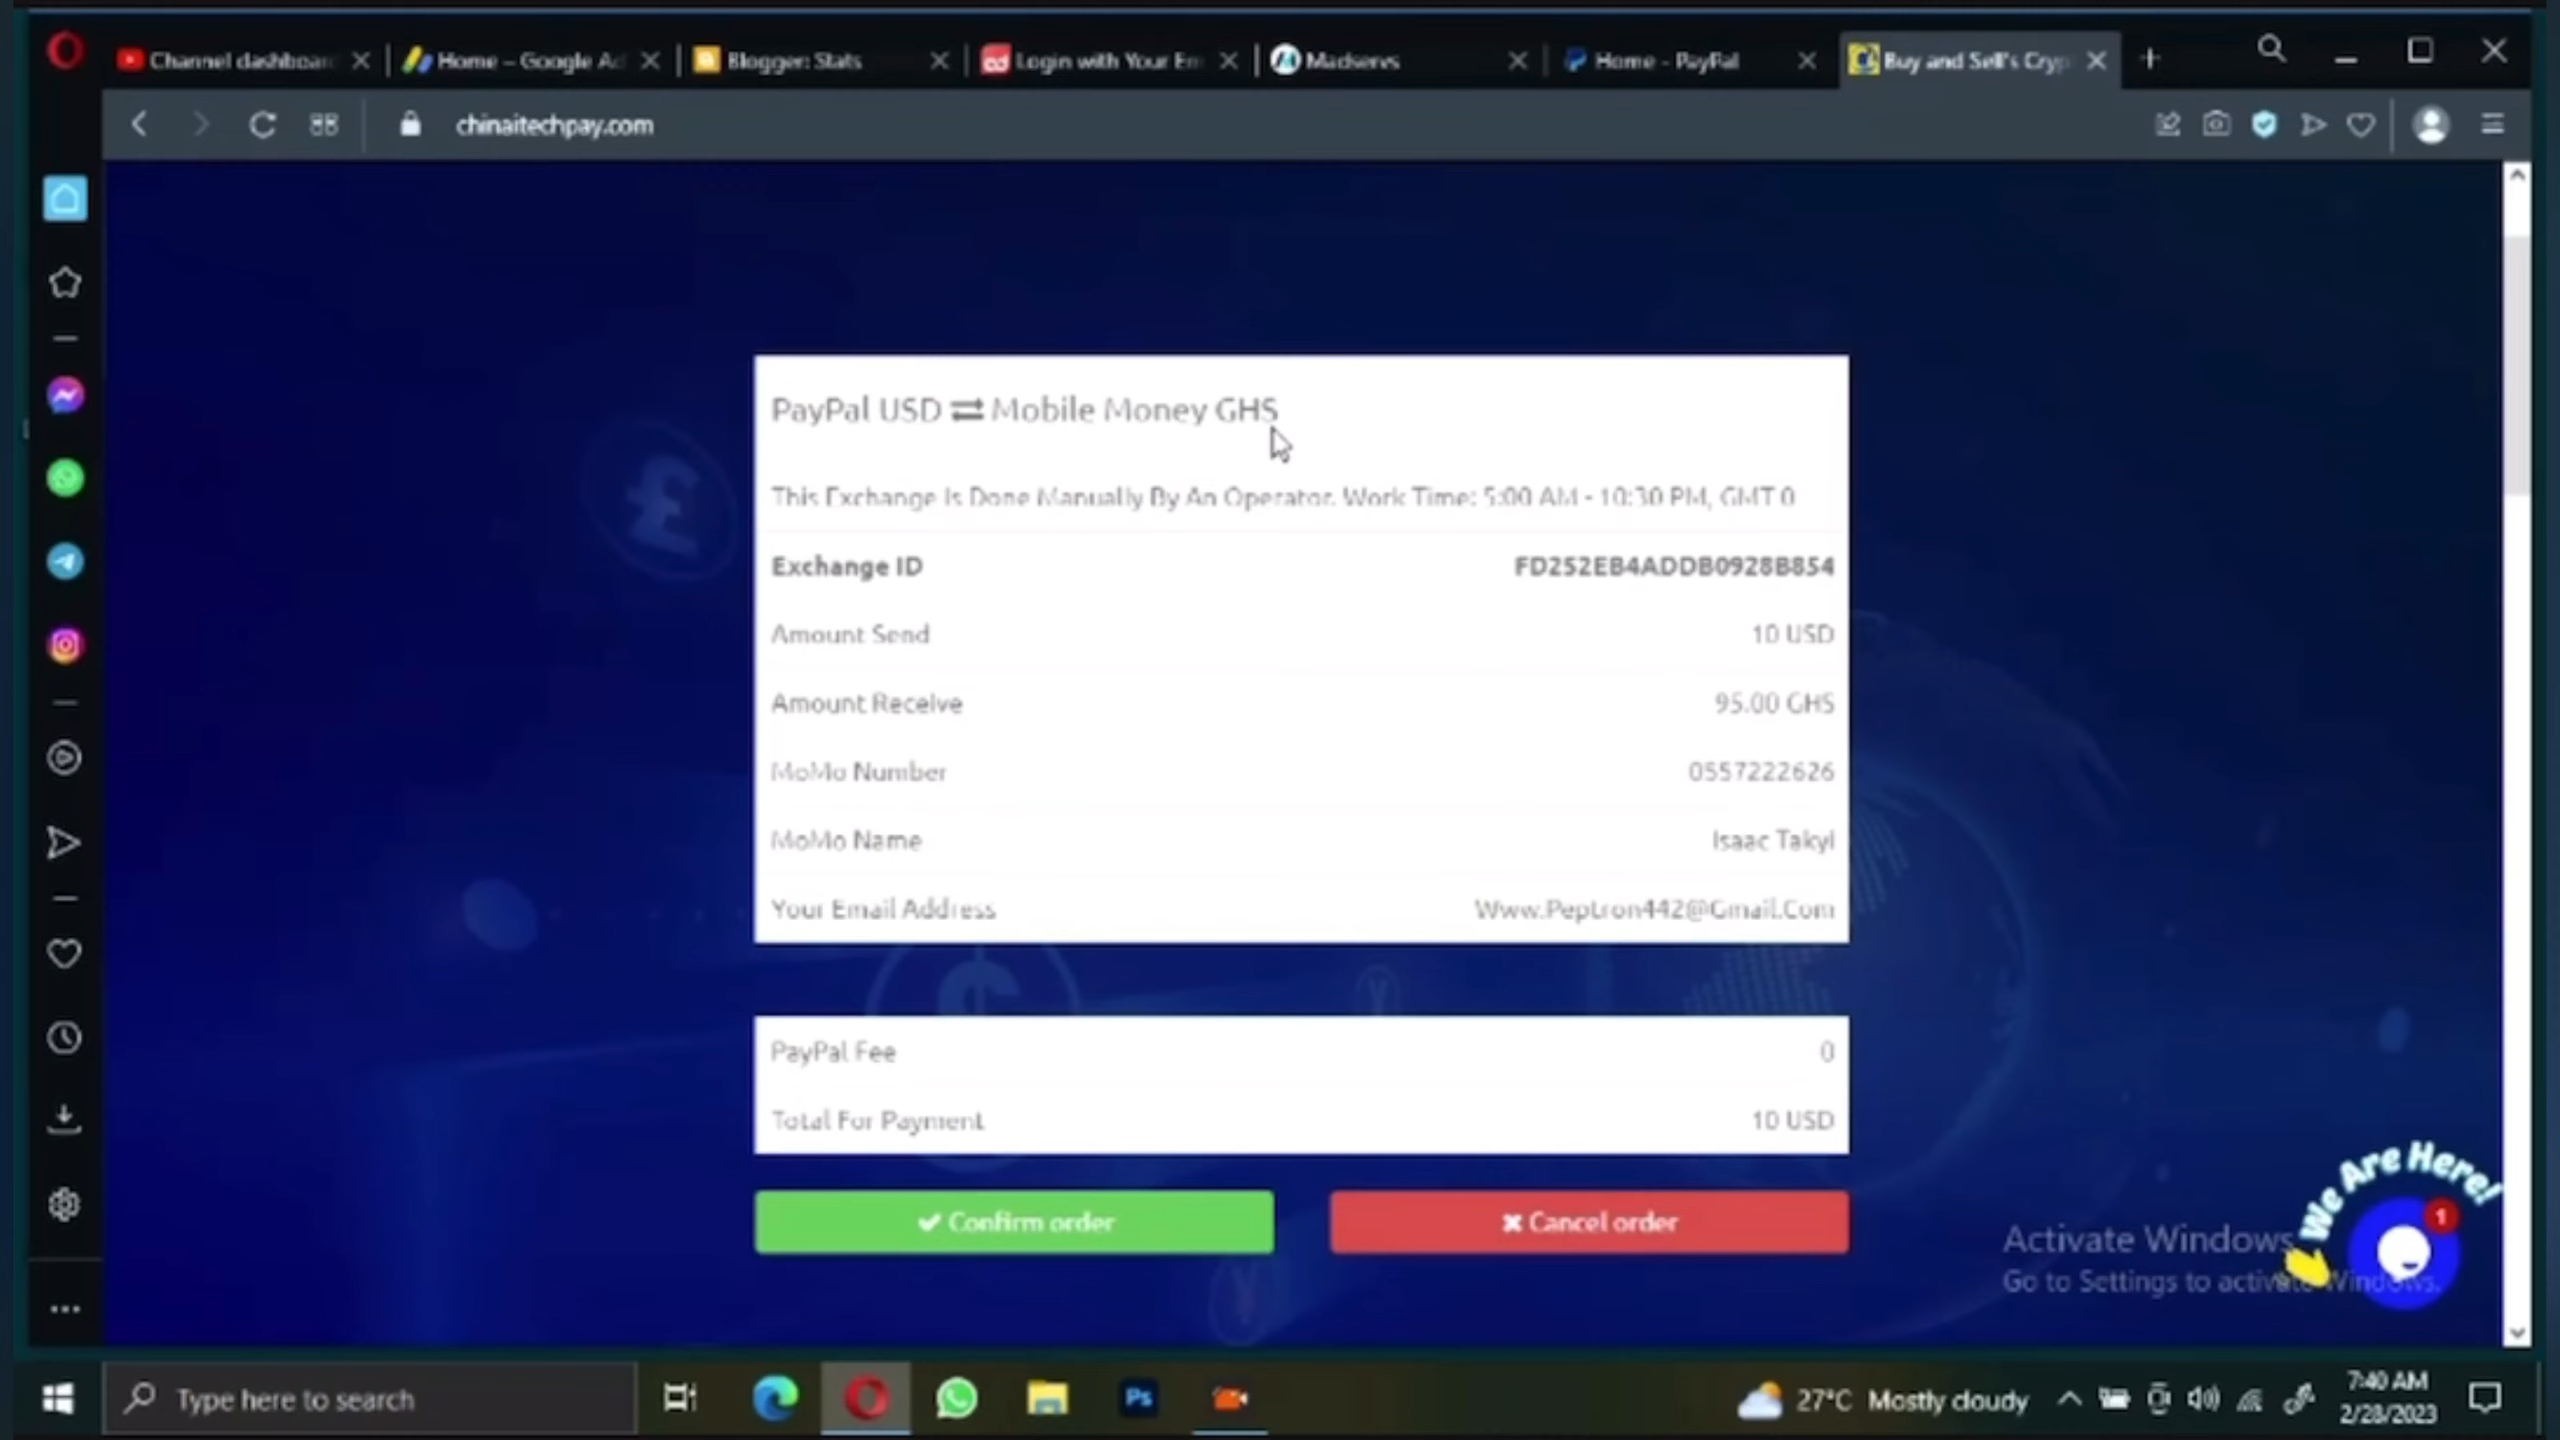 Channel dashboar
Home – Google Ad
Blogger: Stats
Login with Your Em
Madservs
Home - PayPal
Buy and Sell's Cryp
chinaitechpay.com
PayPal USD ⇄ Mobile Money GHS
This Exchange Is Done Manually By An Operator. Work Time: 5:00 AM - 10:30 PM, GMT 0
Exchange ID FD252EB4ADDB0928B854
Amount Send 10 USD
Amount Receive 95.00 GHS
MoMo Number 0557222626
MoMo Name Isaac Takyi
Your Email Address Www.Peptron442@Gmail.Com
PayPal Fee 0
Total For Payment 10 USD
✔ Confirm order
✖ Cancel order
We Are Here!
1
Activate Windows
Go to Settings to activate Windows.
Type here to search
Ps
27°C Mostly cloudy
7:40 AM
2/28/2023